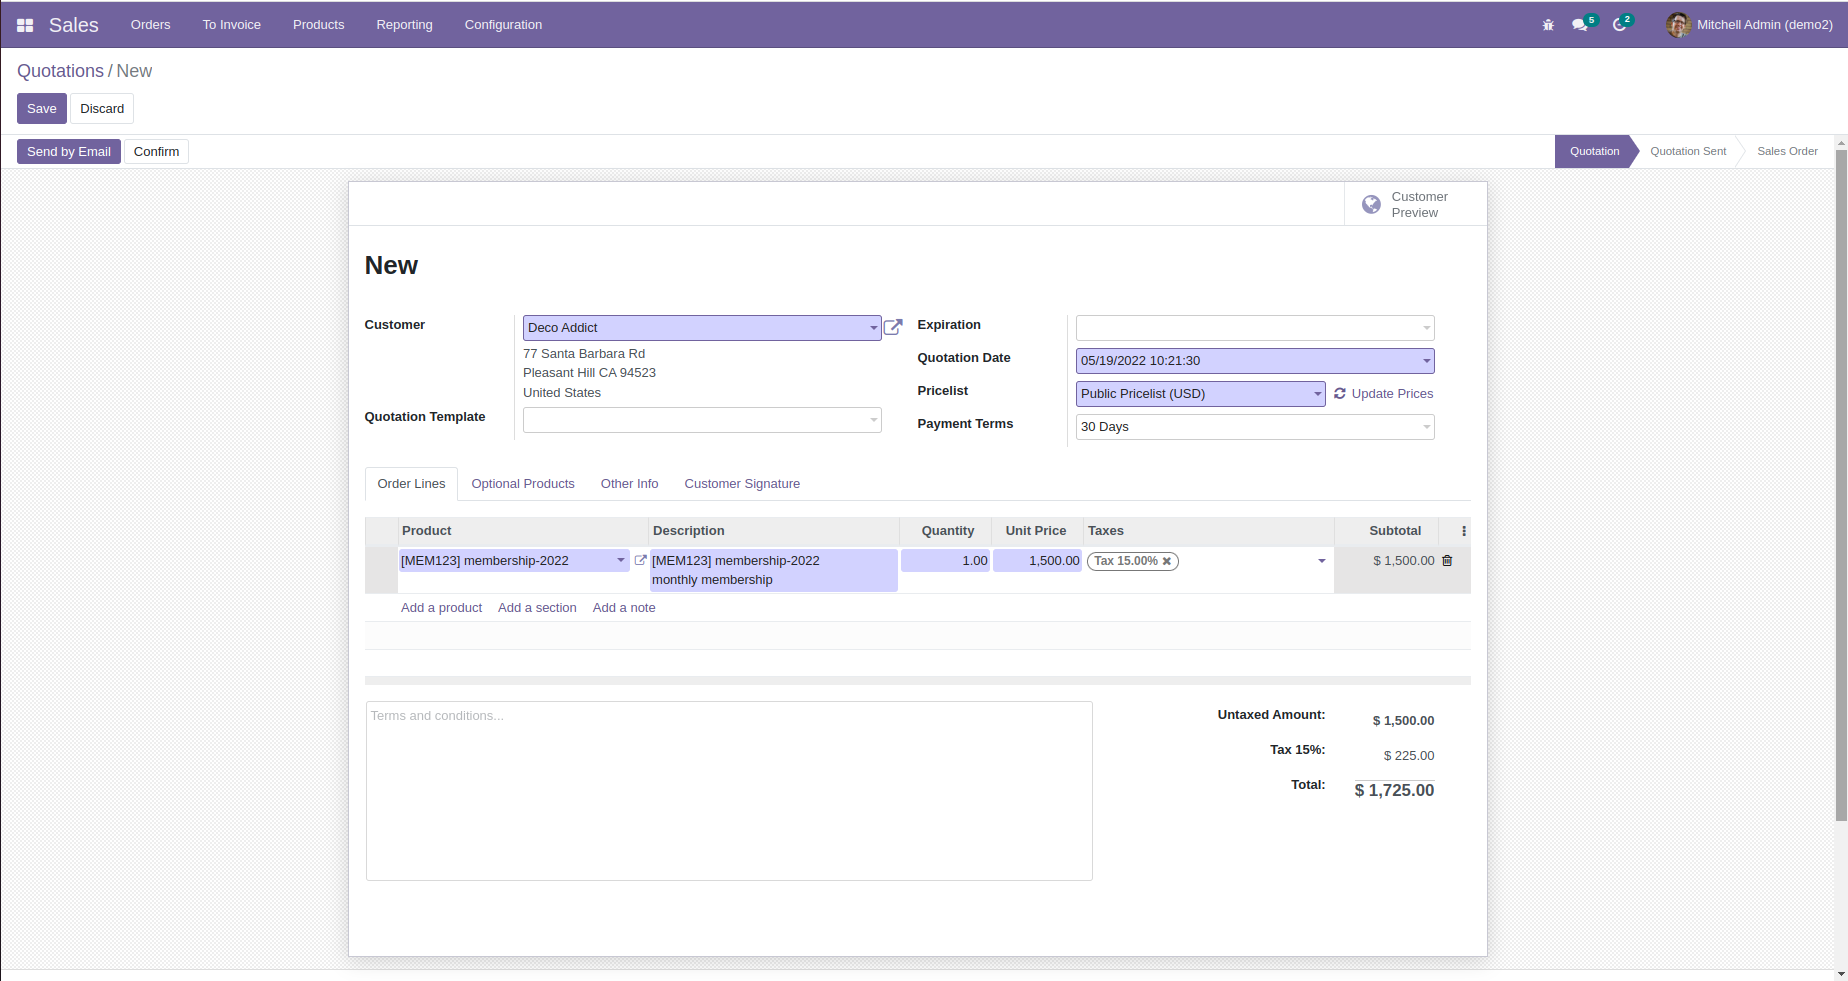 Sales Orders To Invoice Products Reporting Configuration 5 2 Mitchell Admin (demo2)
Quotations / New
Save Discard
Send by Email Confirm Quotation Quotation Sent Sales Order
Customer
Preview
New
Customer Deco Addict Expiration
77 Santa Barbara Rd Quotation Date 05/19/2022 10:21:30
Pleasant Hill CA 94523
United States Pricelist Public Pricelist (USD) Update Prices
Quotation Template Payment Terms 30 Days
Order Lines Optional Products Other Info Customer Signature
Product Description Quantity Unit Price Taxes Subtotal
[MEM123] membership-2022 [MEM123] membership-2022 1.00 1,500.00 Tax 15.00% $ 1,500.00
monthly membership
Add a product Add a section Add a note
Terms and conditions... Untaxed Amount: $ 1,500.00
Tax 15%: $ 225.00
Total: $ 1,725.00